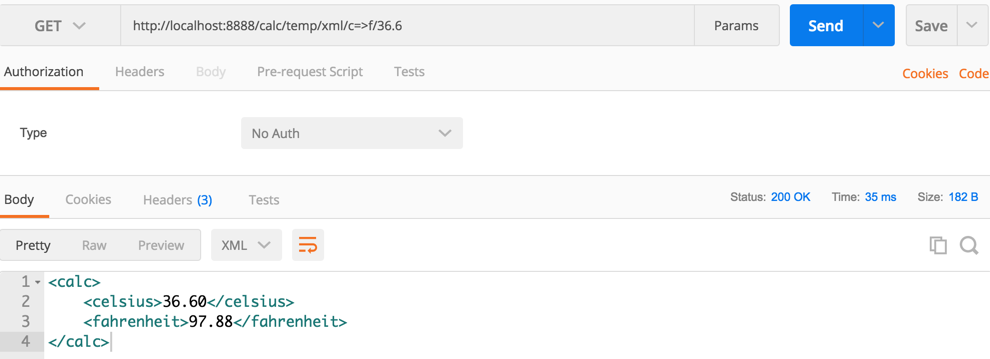 GET http://localhost:8888/calc/temp/xml/c=>f/36.6 Params Send Save
Authorization Headers Body Pre-request Script Tests Cookies Code
Type No Auth
Body Cookies Headers (3) Tests Status: 200 OK Time: 35 ms Size: 182 B
Pretty Raw Preview XML
1 <calc>
2 <celsius>36.60</celsius>
3 <fahrenheit>97.88</fahrenheit>
4 </calc>